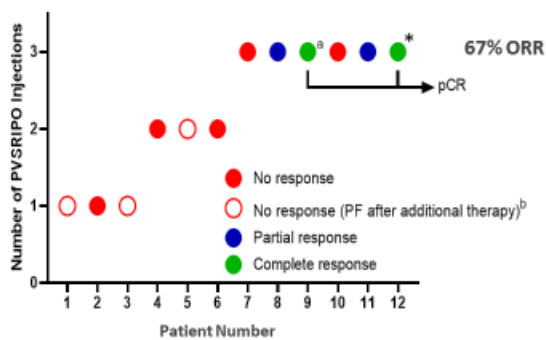 Number of PVSRIPO Injections
3
2
1
0
a
*
67% ORR
pCR
No response
No response (PF after additional therapy)b
Partial response
Complete response
1 2 3 4 5 6 7 8 9 10 11 12
Patient Number